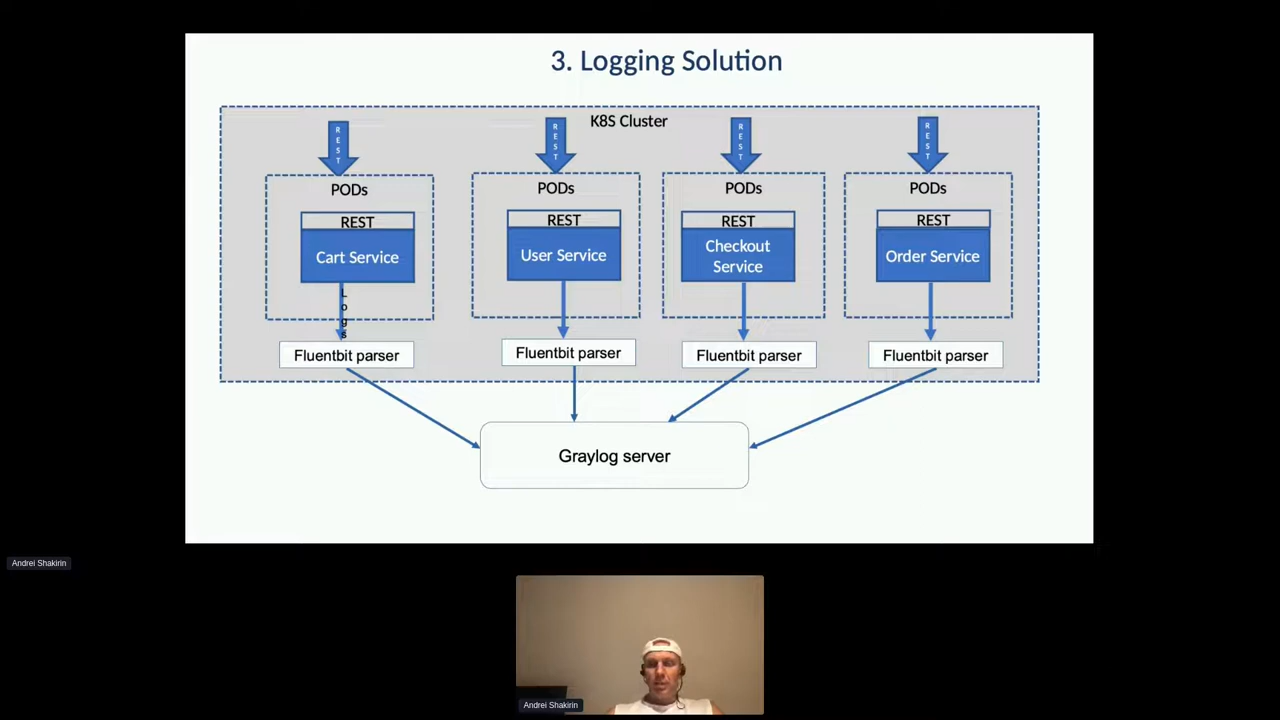 3. Logging Solution
K8S Cluster
REST
REST
REST
REST
PODs
PODs
PODs
PODs
REST
REST
REST
REST
Cart Service
User Service
Checkout
Service
Order Service
Logs
Fluentbit parser
Fluentbit parser
Fluentbit parser
Fluentbit parser
Graylog server
Andrei Shakirin
Andrei Shakirin